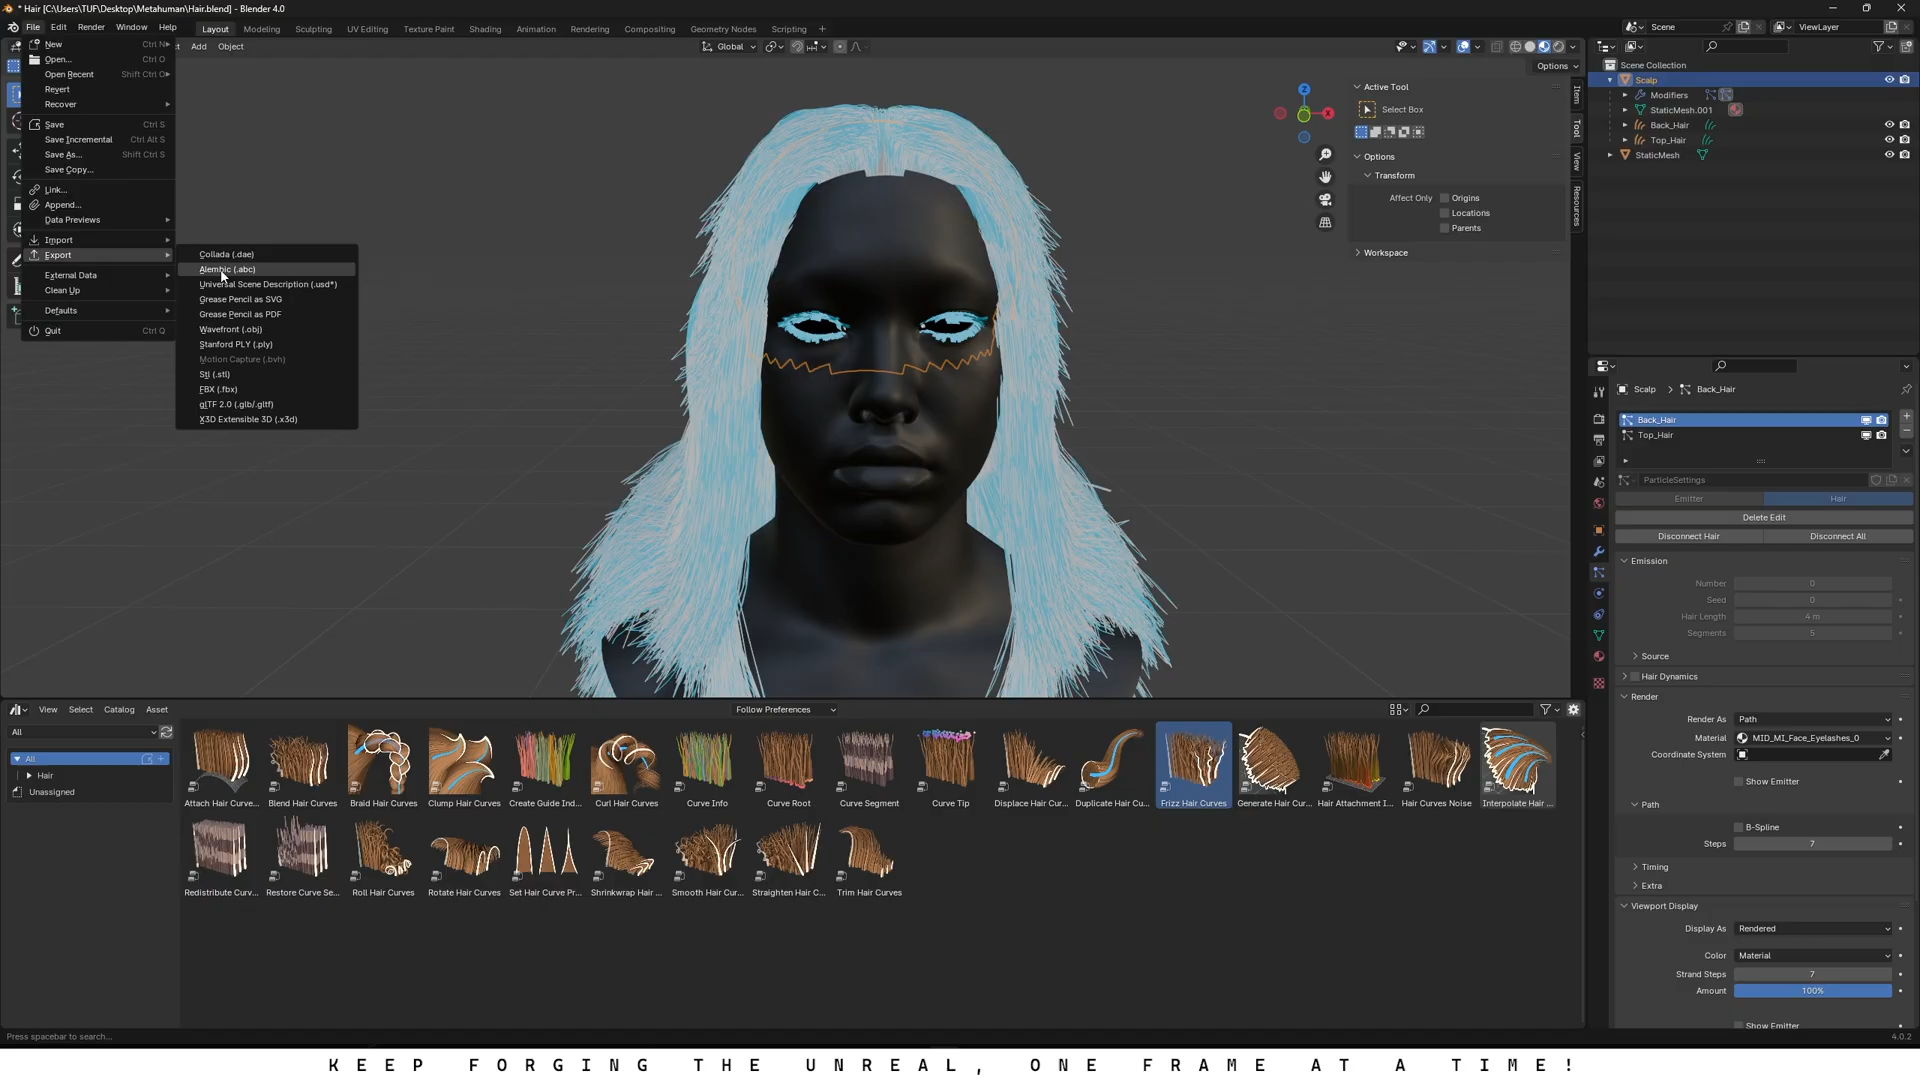 * Hair [C:\Users\TUF\Desktop\Metahuman\Hair.blend] - Blender 4.0
File Edit Render Window Help Layout Modeling Sculpting UV Editing Texture Paint Shading Animation Rendering Compositing Geometry Nodes Scripting + Scene ViewLayer
Add Object Global
Options
New Ctrl N
Open... Ctrl O
Open Recent Shift Ctrl O
Revert
Recover
Save Ctrl S
Save Incremental Ctrl Alt S
Save As... Shift Ctrl S
Save Copy...
Link...
Append...
Data Previews
Import
Export
External Data
Clean Up
Defaults
Quit Ctrl Q
Collada (.dae)
Alembic (.abc)
Universal Scene Description (.usd*)
Grease Pencil as SVG
Grease Pencil as PDF
Wavefront (.obj)
Stanford PLY (.ply)
Motion Capture (.bvh)
Stl (.stl)
FBX (.fbx)
glTF 2.0 (.glb/.gltf)
X3D Extensible 3D (.x3d)
Z
X
Active Tool
Select Box
Options
Transform
Affect Only Origins
Locations
Parents
Workspace
Item
Tool
View
Resources
Scene Collection
Scalp
Modifiers
StaticMesh.001
Back_Hair
Top_Hair
StaticMesh
Scalp > Back_Hair
Back_Hair
Top_Hair
ParticleSettings
Emitter Hair
Delete Edit
Disconnect Hair Disconnect All
Emission
Number 0
Seed 0
Hair Length 4 m
Segments 5
Source
Hair Dynamics
Render
Render As Path
Material MID_MI_Face_Eyelashes_0
Coordinate System
Show Emitter
Path
B-Spline
Steps 7
Timing
Extra
Viewport Display
Display As Rendered
Color Material
Strand Steps 7
Amount 100%
Show Emitter
View Select Catalog Asset Follow Preferences
All
All
Hair
Unassigned
Attach Hair Curve... Blend Hair Curves Braid Hair Curves Clump Hair Curves Create Guide Ind... Curl Hair Curves Curve Info Curve Root Curve Segment Curve Tip Displace Hair Cur... Duplicate Hair Cu... Frizz Hair Curves Generate Hair Cur... Hair Attachment I... Hair Curves Noise Interpolate Hair ...
Redistribute Curv... Restore Curve Se... Roll Hair Curves Rotate Hair Curves Set Hair Curve Pr... Shrinkwrap Hair ... Smooth Hair Cur... Straighten Hair C... Trim Hair Curves
Press spacebar to search... 4.0.2
KEEP FORGING THE UNREAL, ONE FRAME AT A TIME!